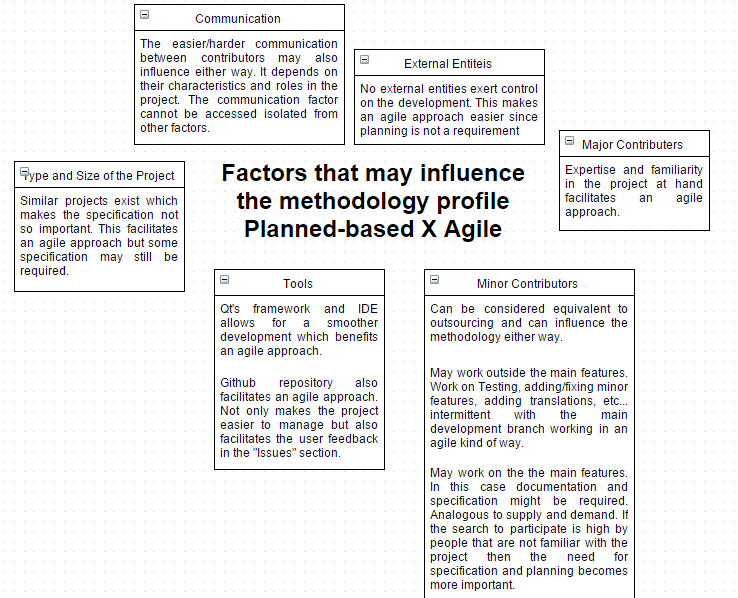 Communication
The easier/harder communication
between contributors may also
influence either way. It depends on
their characteristics and roles in the
project. The communication factor
cannot be accessed isolated from
other factors.
External Entiteis
No external entities exert control
on the development. This makes
an agile approach easier since
planning is not a requirement
Major Contributers
Expertise and familiarity
in the project at hand
facilitates an agile
approach.
Type and Size of the Project
Similar projects exist which
makes the specification not
so important. This facilitates
an agile approach but some
specification may still be
required.
Factors that may influence
the methodology profile
Planned-based X Agile
Tools
Qt's framework and IDE
allows for a smoother
development which benefits
an agile approach.
Github repository also
facilitates an agile approach.
Not only makes the project
easier to manage but also
facilitates the user feedback
in the "Issues" section.
Minor Contributors
Can be considered equivalent to
outsourcing and can influence the
methodology either way.
May work outside the main features.
Work on Testing, adding/fixing minor
features, adding translations, etc...
intermittent with the main
development branch working in an
agile kind of way.
May work on the the main features.
In this case documentation and
specification might be required.
Analogous to supply and demand. If
the search to participate is high by
people that are not familiar with the
project then the need for
specification and planning becomes
more important.